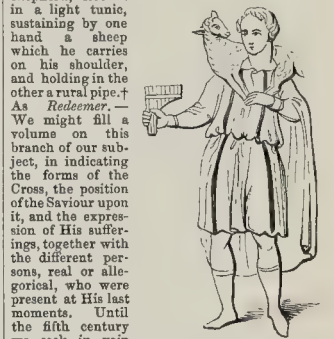 in a light tunic,
sustaining by one
hand a sheep
which he carries
on his shoulder,
and holding in the
other a rural pipe.†
As Redeemer.—
We might fill a
volume on this
branch of our sub-
ject, in indicating
the forms of the
Cross, the position
of the Saviour upon
it, and the expres-
sion of His suffer-
ings, together with
the different per-
sons, real or alle-
gorical, who were
present at His last
moments. Until
the fifth century